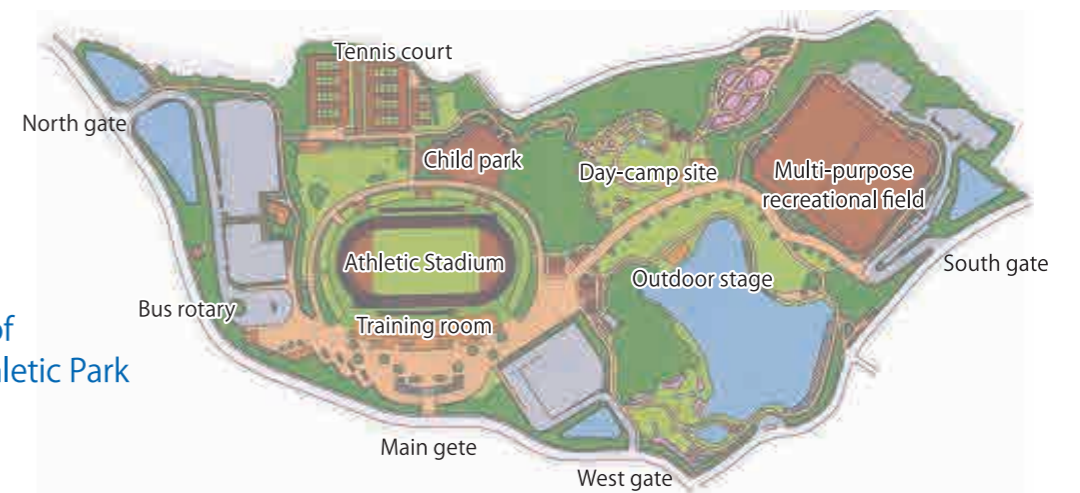 Tennis court
North gate
Child park
Day-camp site
Multi-purpose
recreational field
Athletic Stadium
South gate
Outdoor stage
Bus rotary
Training room
of
letic Park
Main gete
West gate